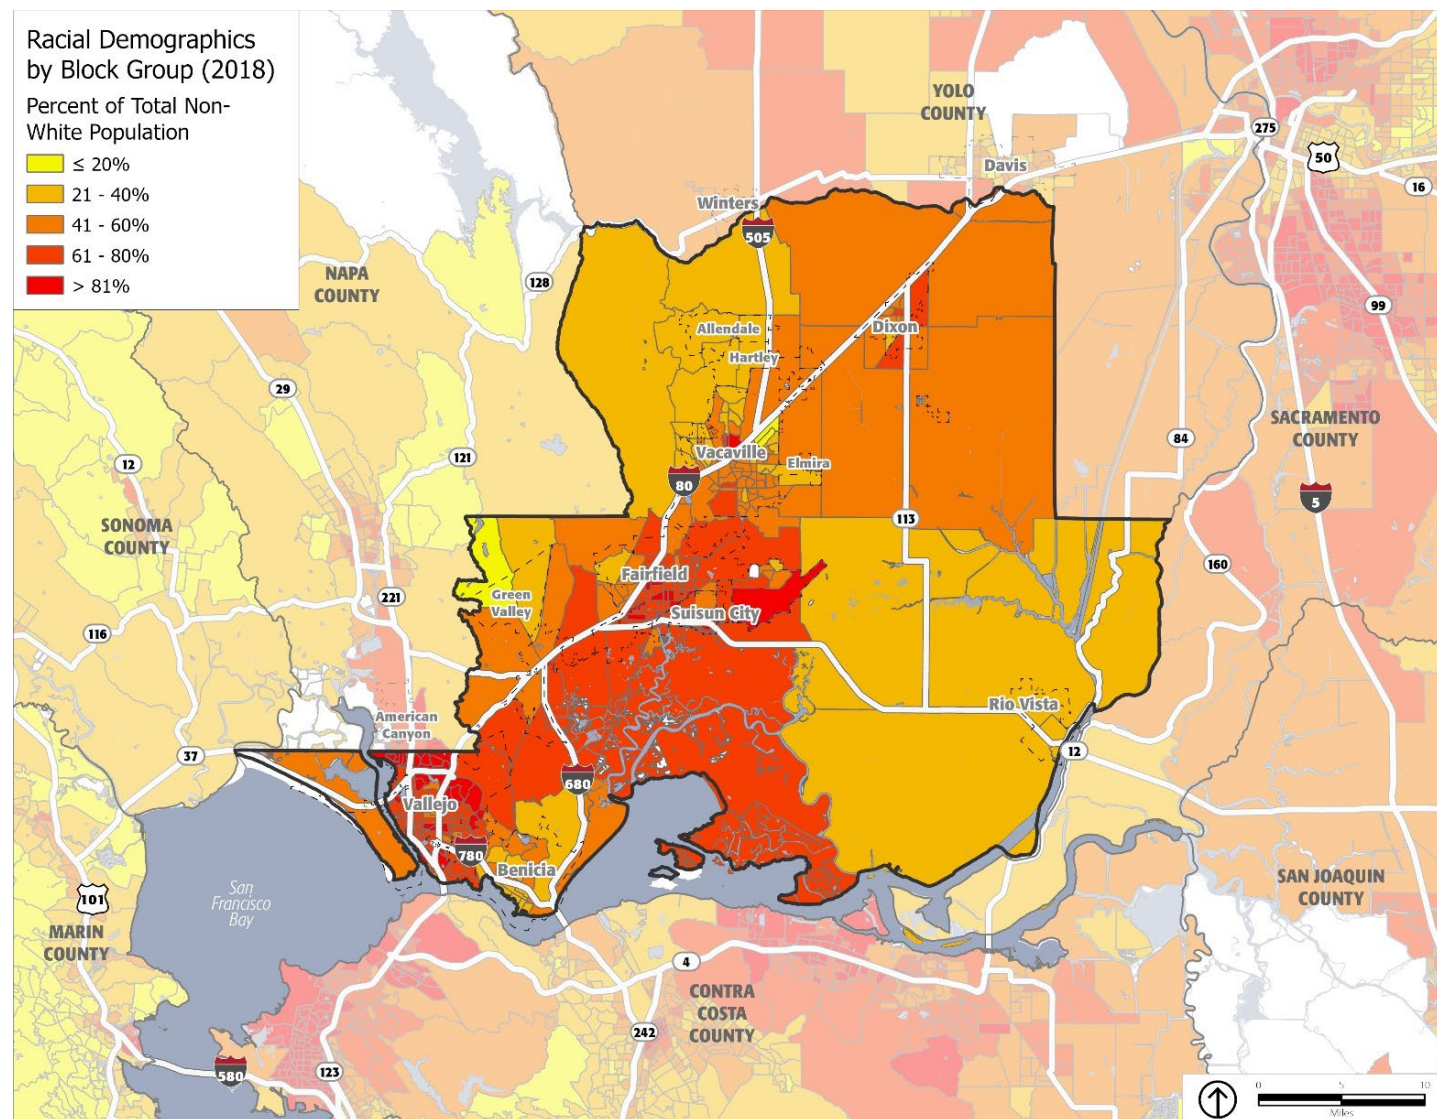 Racial Demographics
by Block Group (2018)
Percent of Total Non-
White Population
≤ 20%
21 - 40%
41 - 60%
61 - 80%
> 81%
YOLO
COUNTY
275
50
Davis
16
Winters
505
NAPA
COUNTY
128
99
Allendale
Dixon
Hartley
29
SACRAMENTO
COUNTY
84
121
12
Vacaville
Elmira
80
5
SONOMA
COUNTY
113
160
Fairfield
Green
Valley
221
Suisun City
116
Rio Vista
American
Canyon
37
12
680
Vallejo
780
Benicia
San
Francisco
Bay
101
MARIN
COUNTY
SAN JOAQUIN
COUNTY
4
CONTRA
COSTA
COUNTY
242
580
123
0 5 10
Miles